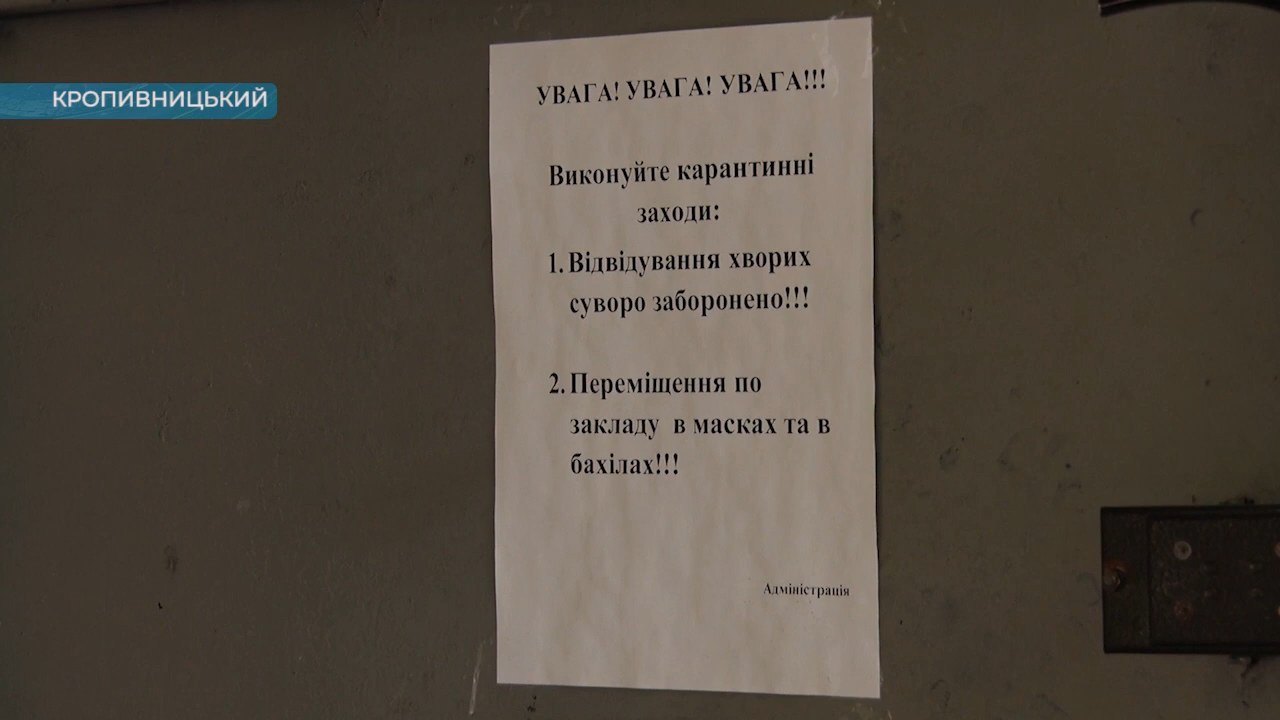 КРОПИВНИЦЬКИЙ
УВАГА! УВАГА! УВАГА!!!
Виконуйте карантинні
заходи:
1. Відвідування хворих
суворо заборонено!!!
2. Переміщення по
закладу в масках та в
бахілах!!!
Адміністрація